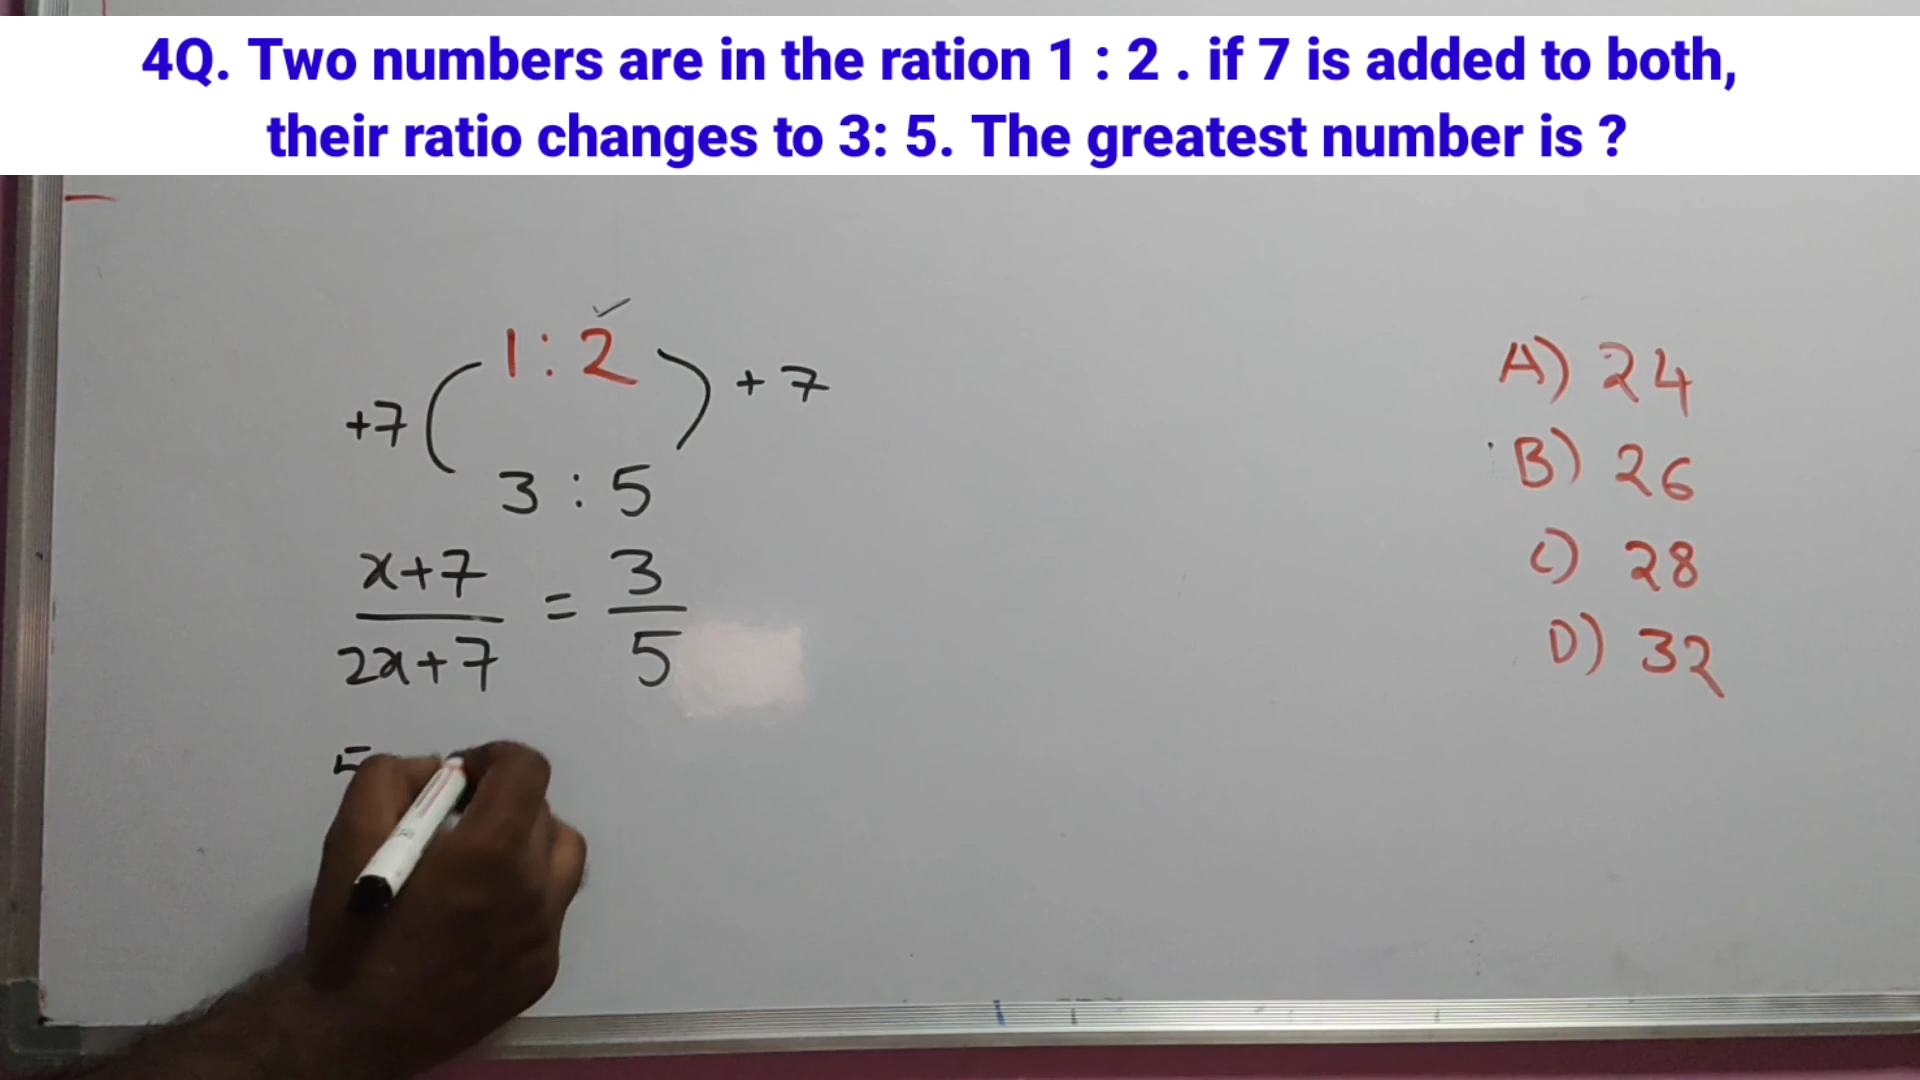 4Q. Two numbers are in the ration 1 : 2 . if 7 is added to both,
their ratio changes to 3: 5. The greatest number is ?
1 : 2
+7
+7
3 : 5
x+7
2x+7
=
3
5
5
A) 24
B) 26
C) 28
D) 32